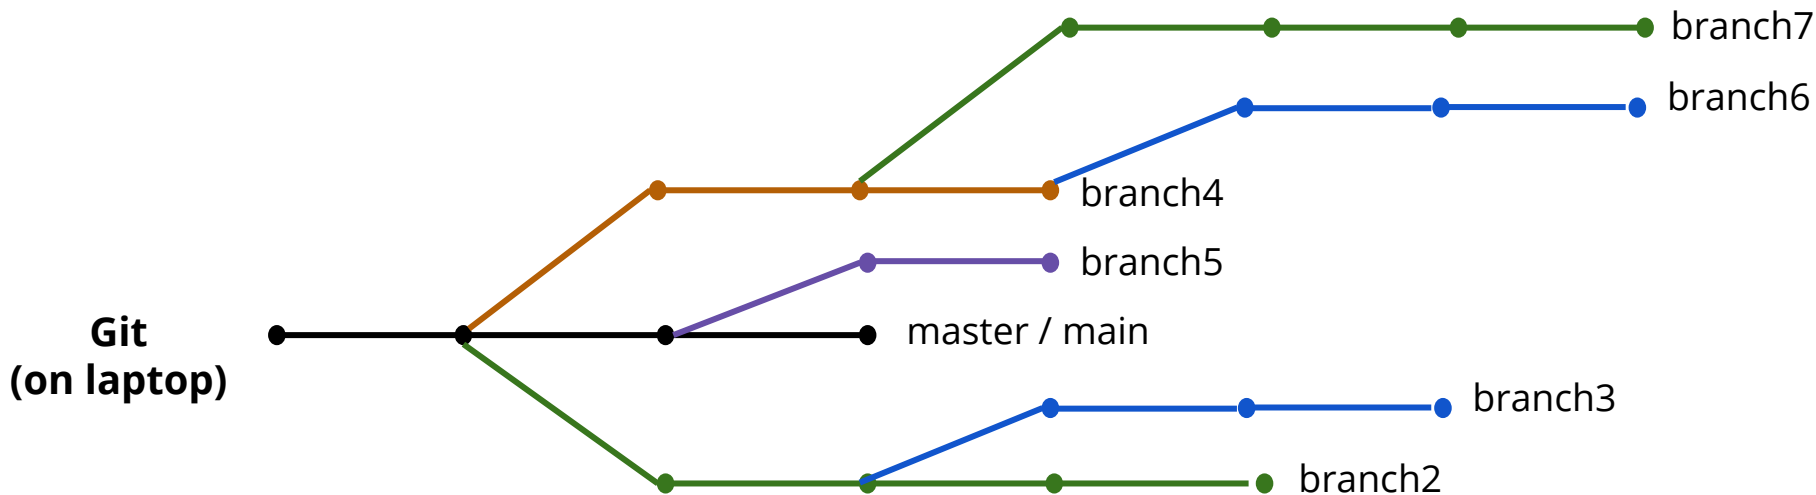 branch7
branch6
branch4
branch5
Git
(on laptop)
master / main
branch3
branch2